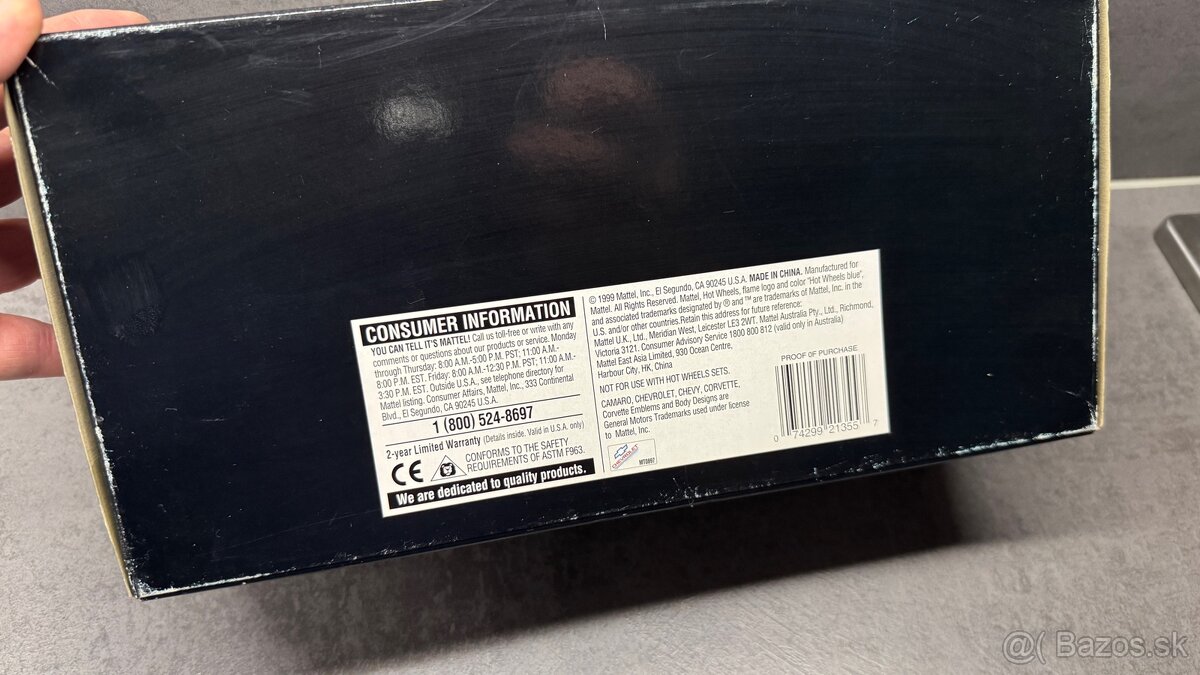 CONSUMER INFORMATION
YOU CAN TELL IT'S MATTEL! Call us toll-free or write with any
comments or questions about our products or service. Monday
through Thursday: 8:00 A.M.-5:00 P.M. PST; 11:00 A.M.-
8:00 P.M. EST. Friday: 8:00 A.M.-12:30 P.M. PST; 11:00 A.M.-
3:30 P.M. EST. Outside U.S.A., see telephone directory for
Mattel listing. Consumer Affairs, Mattel, Inc., 333 Continental
Blvd., El Segundo, CA 90245 U.S.A.
1 (800) 524-8697
2-year Limited Warranty (Details inside. Valid in U.S.A. only)
CE CONFORMS TO THE SAFETY
REQUIREMENTS OF ASTM F963.
We are dedicated to quality products.
© 1999 Mattel, Inc., El Segundo, CA 90245 U.S.A. MADE IN CHINA. Manufactured for
Mattel. All Rights Reserved. Mattel, Hot Wheels, flame logo and color "Hot Wheels blue",
and associated trademarks designated by ® and ™ are trademarks of Mattel, Inc. in the
U.S. and/or other countries.Retain this address for future reference:
Mattel U.K., Ltd., Meridian West, Leicester LE3 2WT. Mattel Australia Pty., Ltd., Richmond,
Victoria 3121. Consumer Advisory Service 1800 800 812 (valid only in Australia)
Mattel East Asia Limited, 930 Ocean Centre,
Harbour City, HK, China
NOT FOR USE WITH HOT WHEELS SETS.
CAMARO, CHEVROLET, CHEVY, CORVETTE,
Corvette Emblems and Body Designs are
General Motors Trademarks used under license
to Mattel, Inc.
CHEVROLET
MT0897
PROOF OF PURCHASE
0 74299 21355 7
@( Bazos.sk